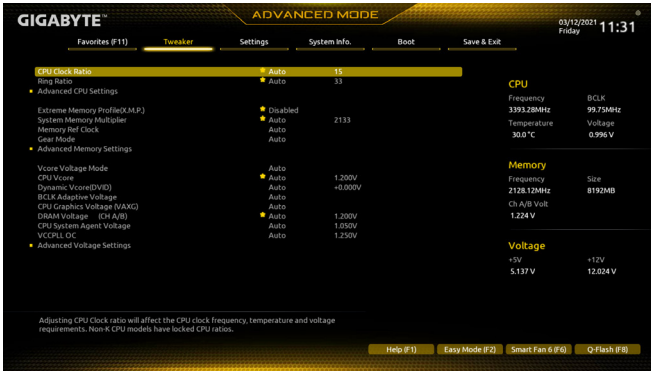 GIGABYTE™
ADVANCED MODE
03/12/2021 Friday 11:31
Favorites (F11) Tweaker Settings System Info. Boot Save & Exit
CPU Clock Ratio Auto 15
Ring Ratio Auto 33
Advanced CPU Settings
Extreme Memory Profile(X.M.P.) Disabled
System Memory Multiplier Auto 2133
Memory Ref Clock Auto
Gear Mode Auto
Advanced Memory Settings
Vcore Voltage Mode Auto
CPU Vcore Auto 1.200V
Dynamic Vcore(DVID) Auto +0.000V
BCLK Adaptive Voltage Auto
CPU Graphics Voltage (VAXG) Auto
DRAM Voltage (CH A/B) Auto 1.200V
CPU System Agent Voltage Auto 1.050V
VCCPLL OC Auto 1.250V
Advanced Voltage Settings
CPU
Frequency BCLK
3393.28MHz 99.75MHz
Temperature Voltage
30.0 °C 0.996 V
Memory
Frequency Size
2128.12MHz 8192MB
Ch A/B Volt
1.224 V
Voltage
+5V +12V
5.137 V 12.024 V
Adjusting CPU Clock ratio will affect the CPU clock frequency, temperature and voltage
requirements. Non-K CPU models have locked CPU ratios.
Help (F1) Easy Mode (F2) Smart Fan 6 (F6) Q-Flash (F8)